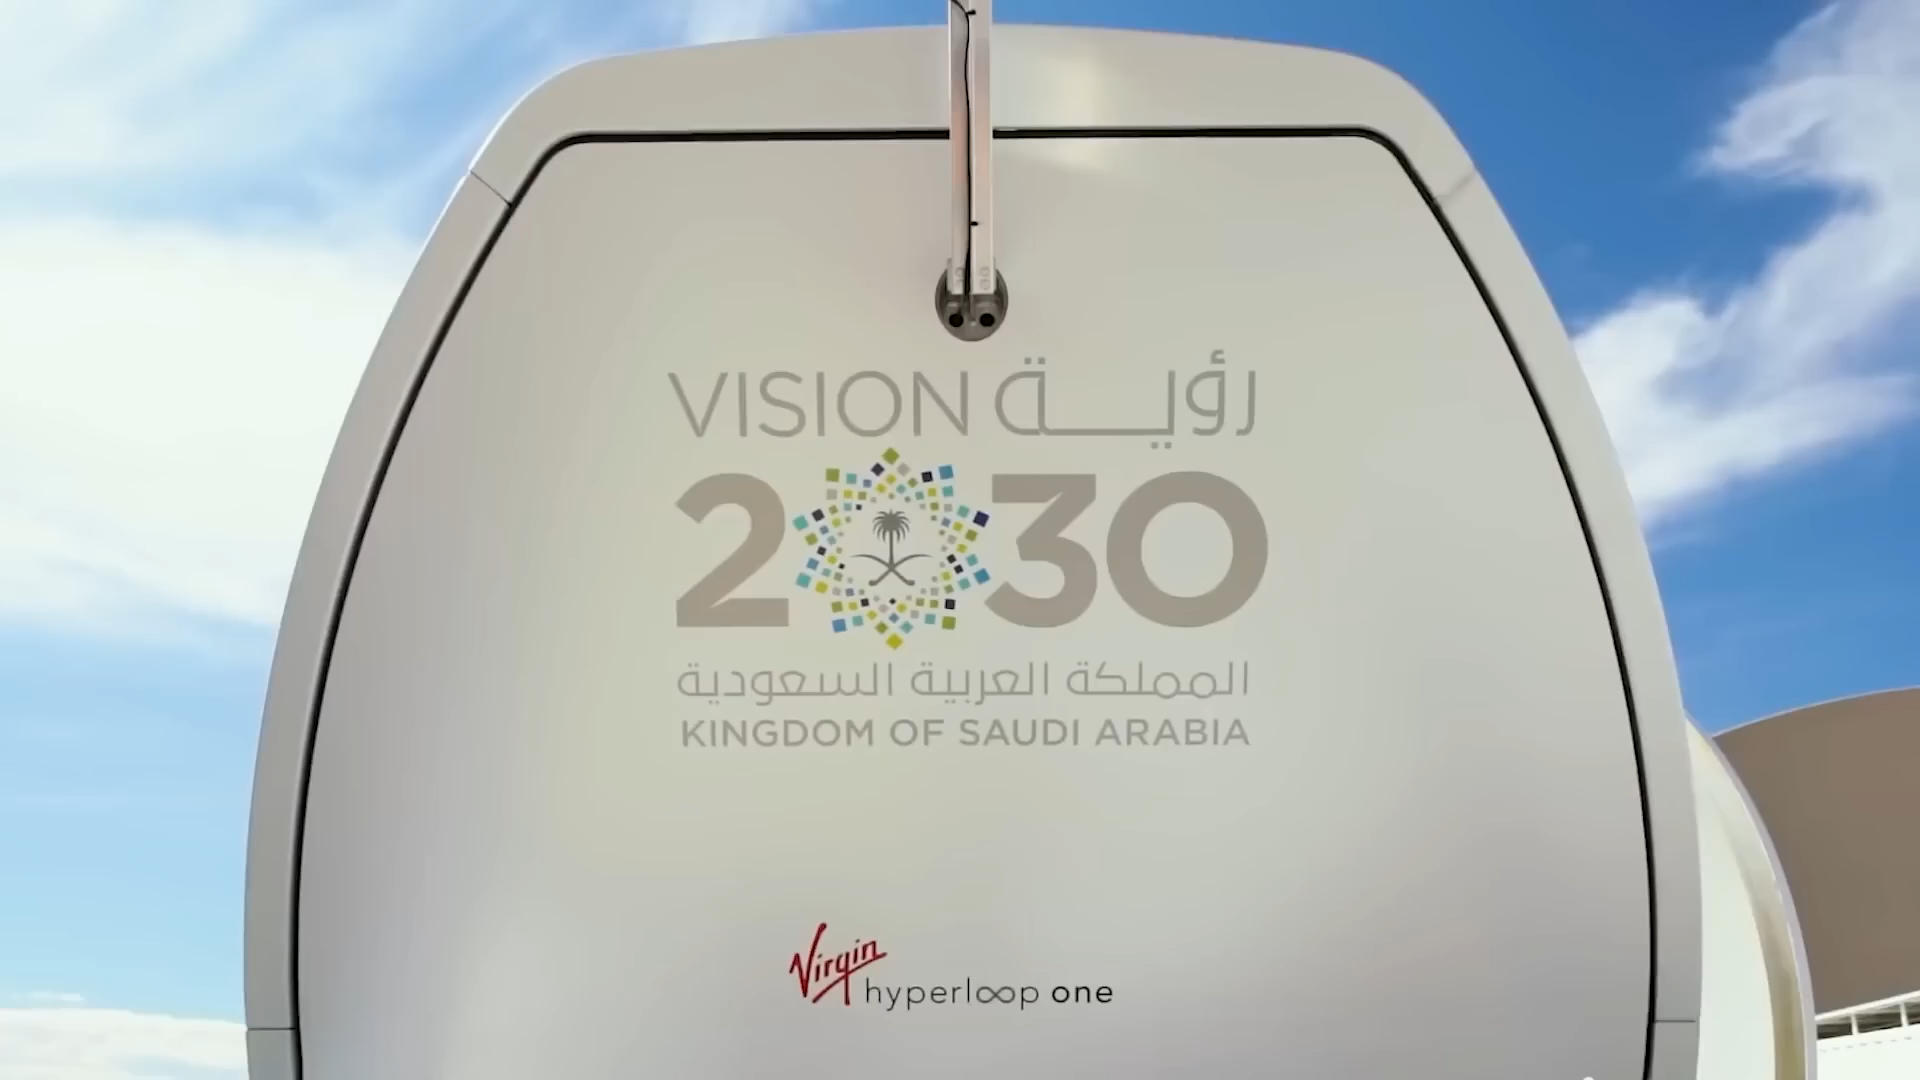 VISION رؤيـــة
2030
المملكة العربية السعودية
KINGDOM OF SAUDI ARABIA
Virgin
hyperloop one